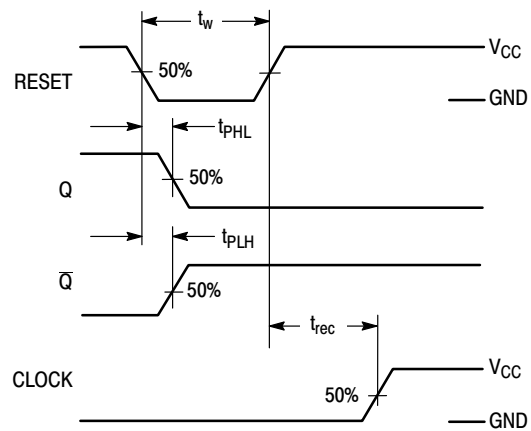 t_w
V_CC
50%
RESET
GND
t_PHL
50%
Q
t_PLH
Q̅
50%
t_rec
V_CC
CLOCK
50%
GND